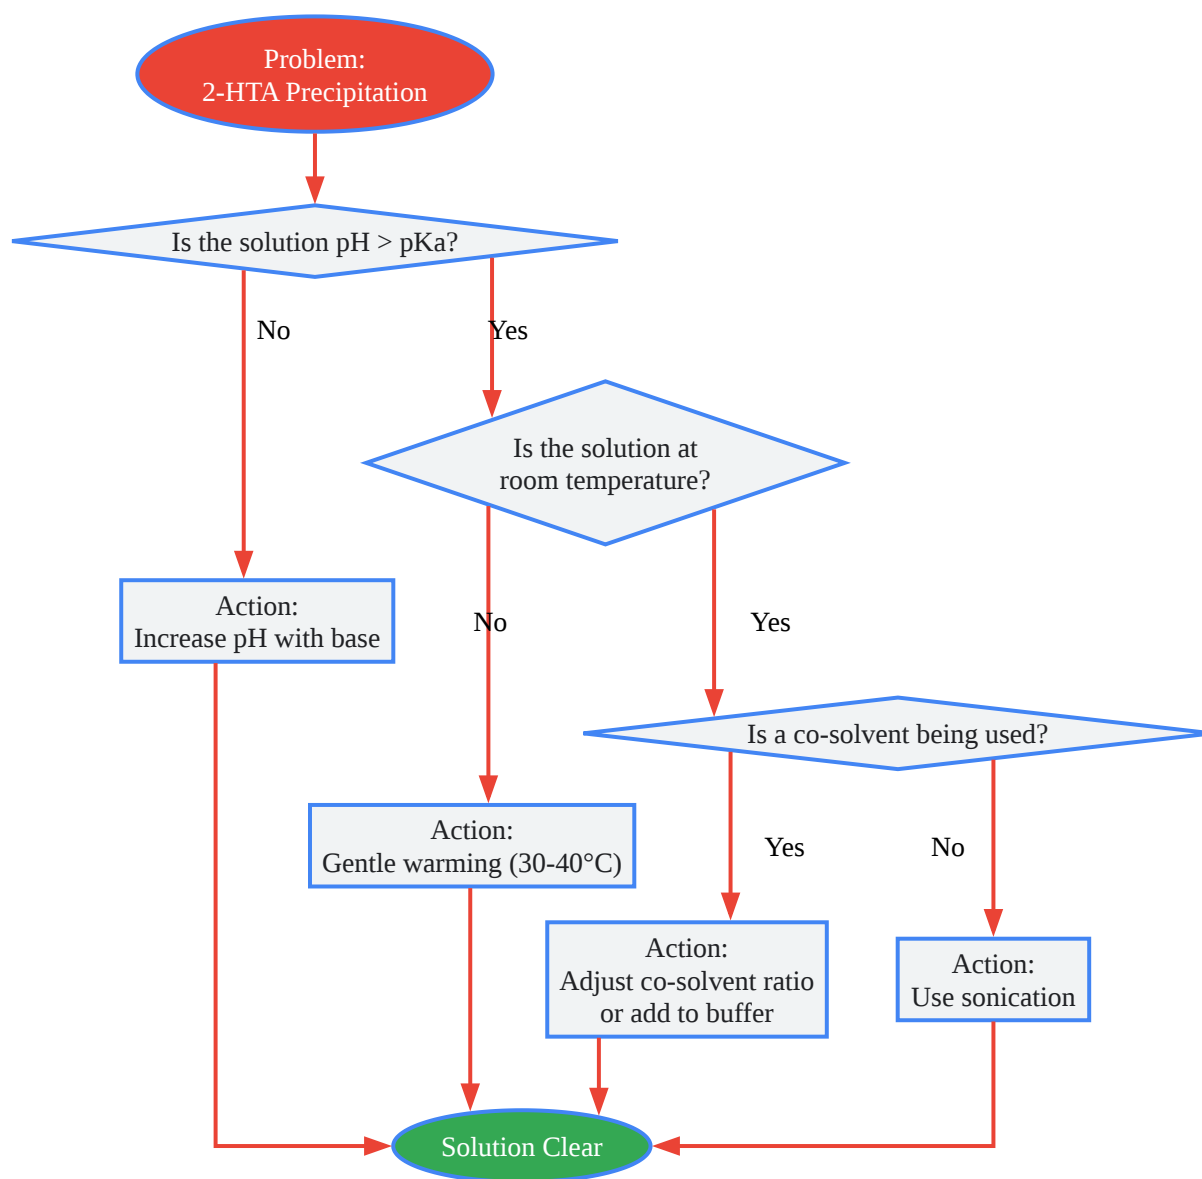 Problem:
2-HTA Precipitation
Is the solution pH > pKa?
No
Yes
Is the solution at
room temperature?
Action:
Increase pH with base
No
Yes
Is a co-solvent being used?
Action:
Gentle warming (30-40°C)
Yes
No
Action:
Adjust co-solvent ratio
or add to buffer
Action:
Use sonication
Solution Clear